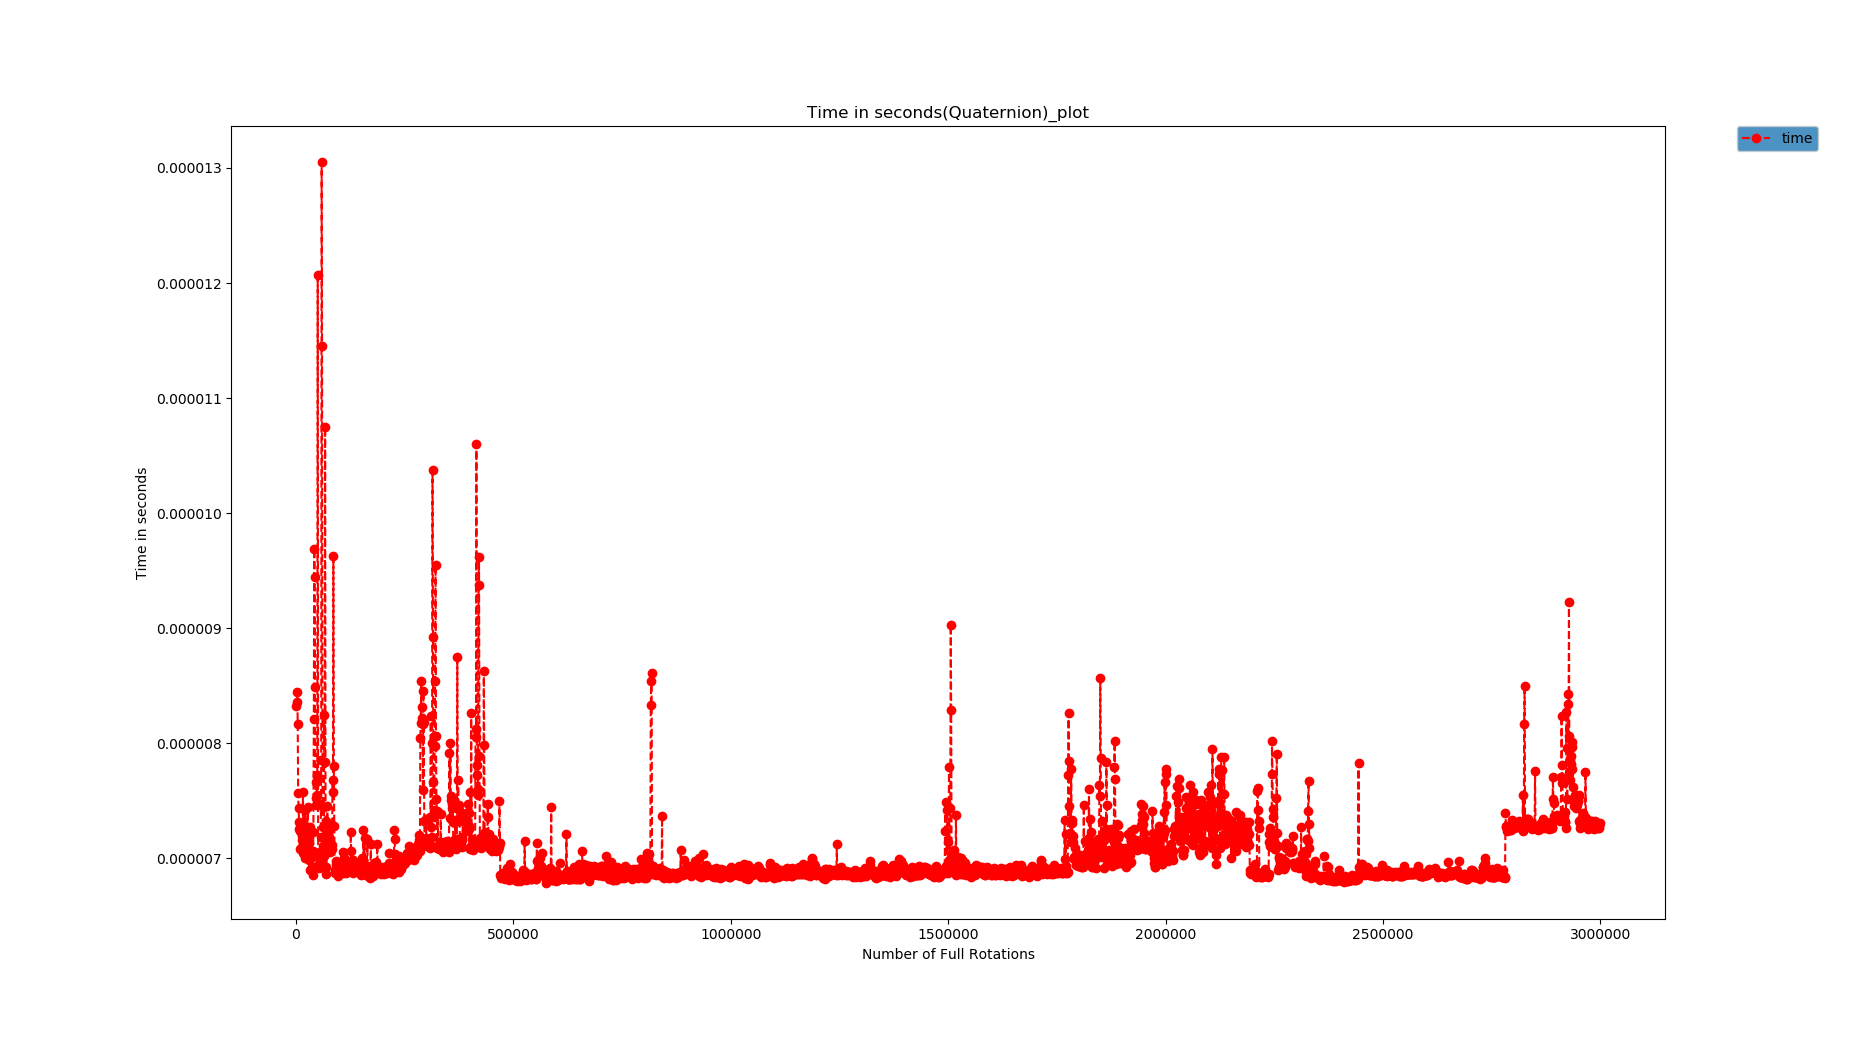 Time in seconds(Quaternion)_plot
time
0.000013
0.000012
0.000011
0.000010
0.000009
0.000008
0.000007
Time in seconds
0 500000 1000000 1500000 2000000 2500000 3000000
Number of Full Rotations